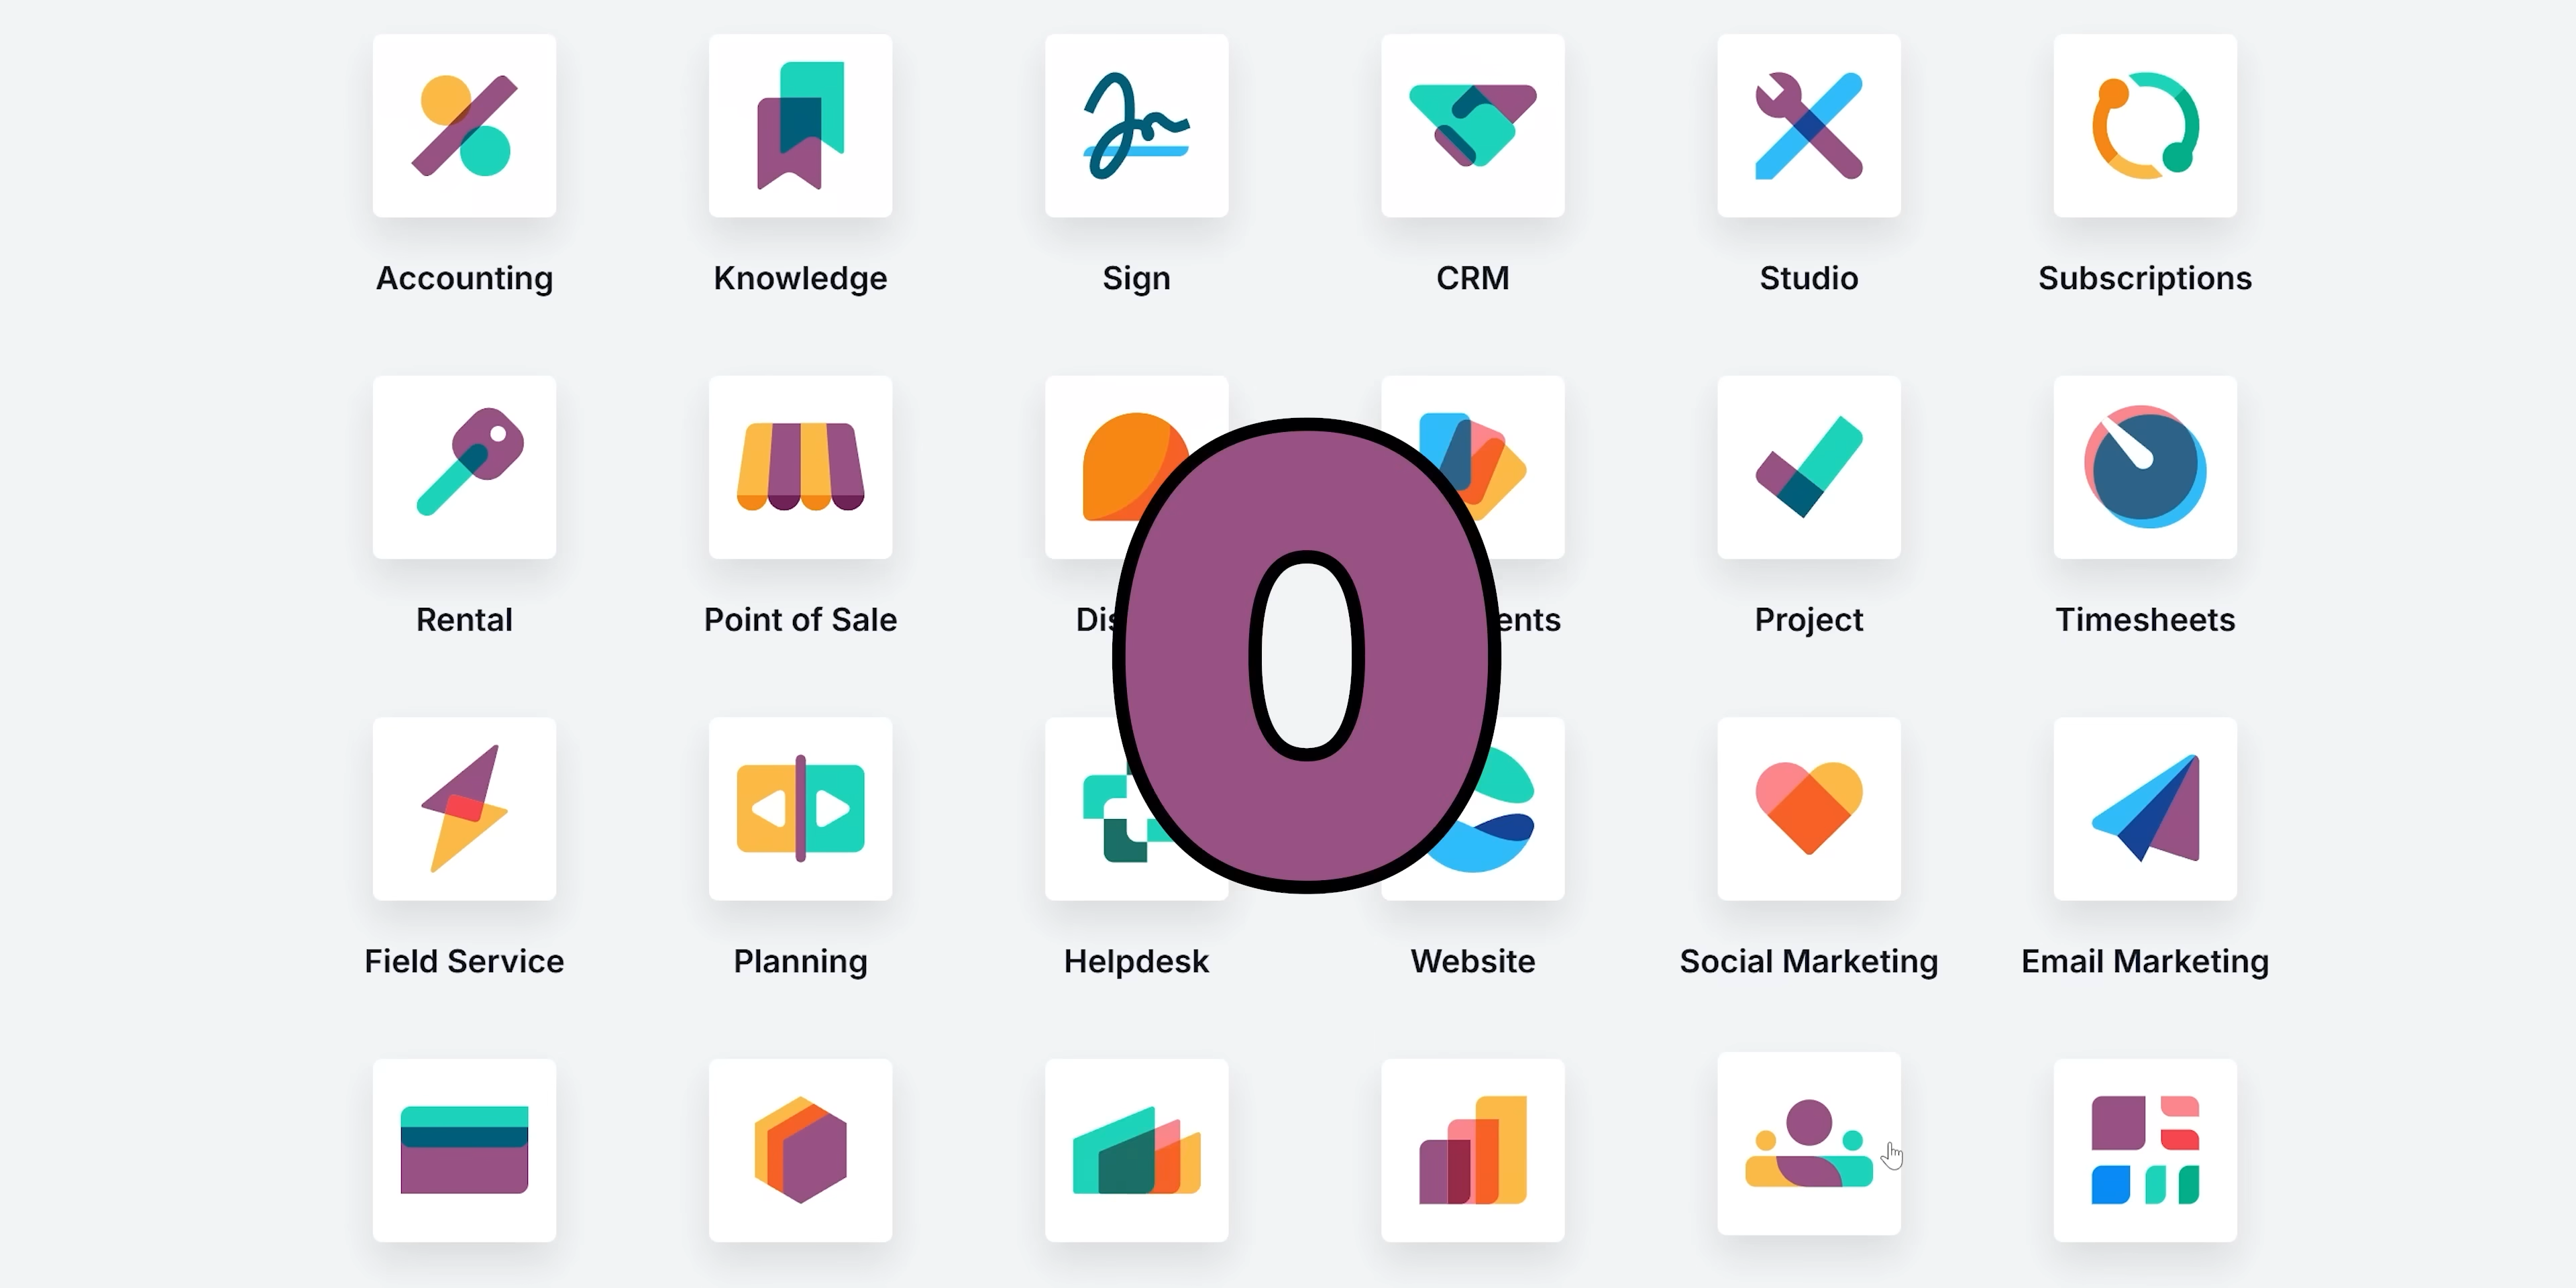 Accounting Knowledge Sign CRM Studio Subscriptions
Rental Point of Sale Project Timesheets
0
Field Service Planning Helpdesk Website Social Marketing Email Marketing